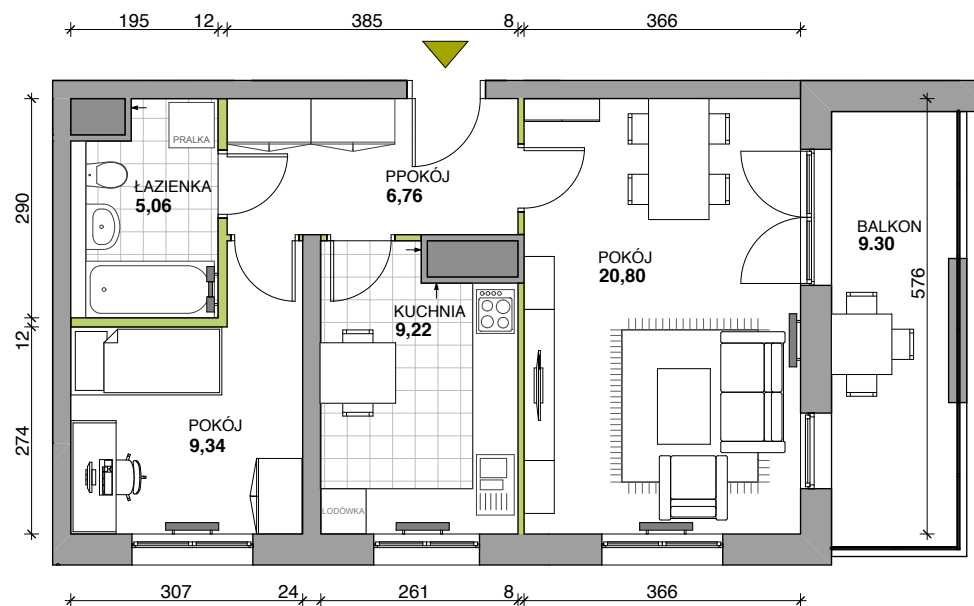 195 12 385 8 366
PRALKA
ŁAZIENKA
5,06
PPOKÓJ
6,76
290
POKÓJ
20,80
BALKON
9.30
576
KUCHNIA
9,22
12
POKÓJ
9,34
274
LODÓWKA
307 24 261 8 366